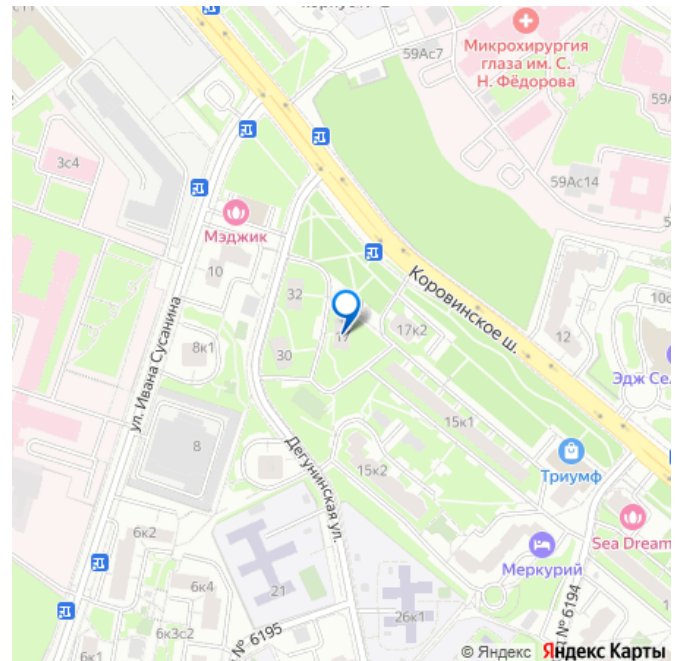 с11
59Ас7
Микрохирургия
глаза им. С.
Н. Фёдорова
3с4
59Ас14
Мэджик
10
32
Коровинское ш.
17
17к2
12
30
8к1
ул. Ивана Сусанина
Эдж Се
8
15к1
Дегунинская ул.
15к2
Триумф
Sea Dream
6к2
Меркурий
6к4
21
26к1
6к3с2
№ 6195
№ 6194
6к1
© Яндекс Яндекс Карты